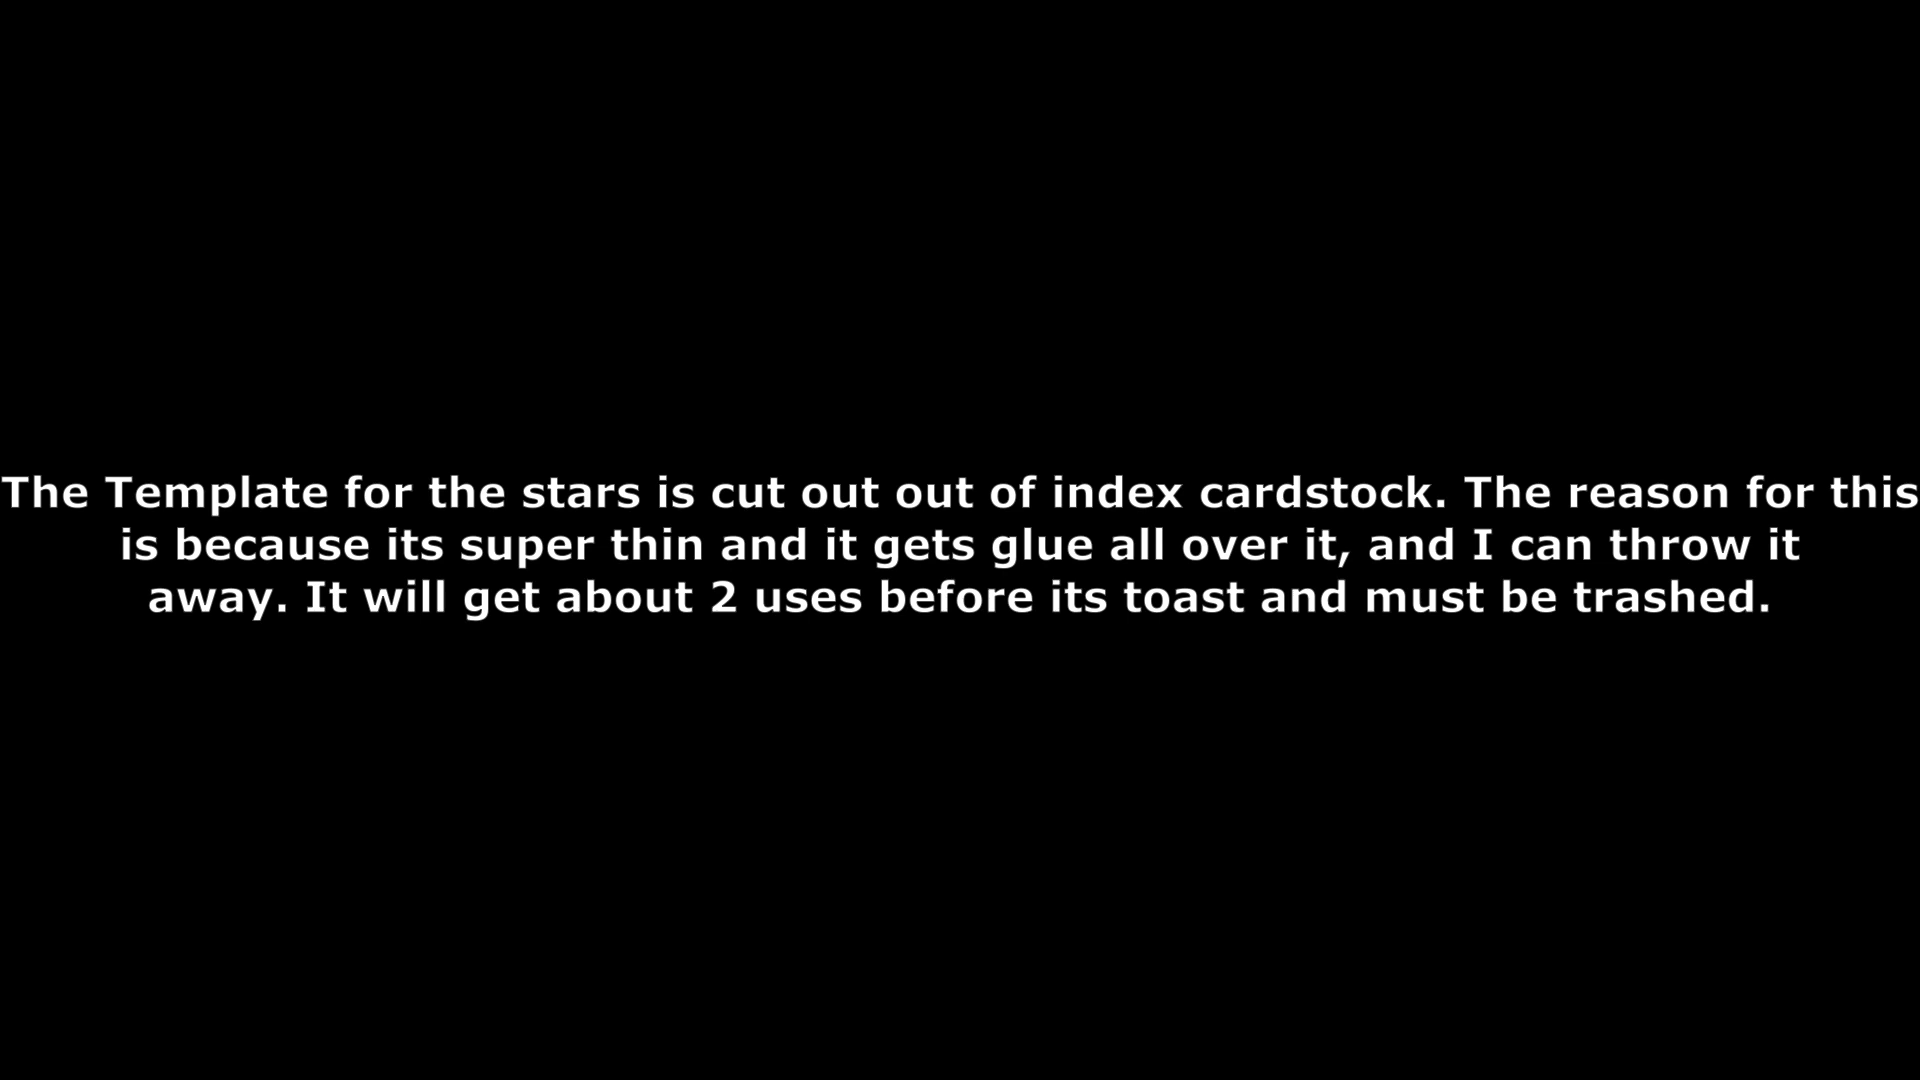 The Template for the stars is cut out out of index cardstock. The reason for this
is because its super thin and it gets glue all over it, and I can throw it
away. It will get about 2 uses before its toast and must be trashed.